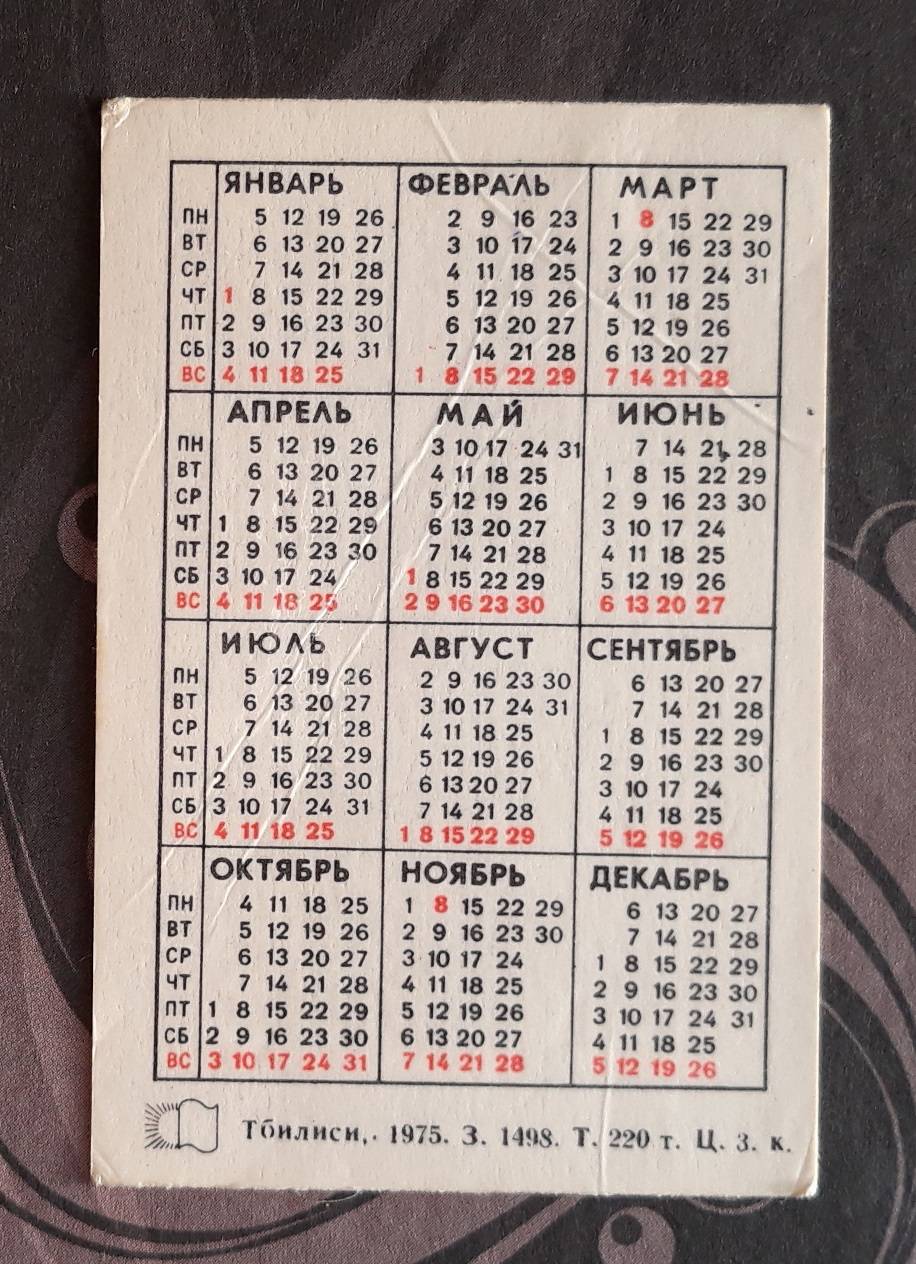 ЯНВАРЬ ФЕВРАЛЬ МАРТ
ПН 5 12 19 26 2 9 16 23 1 8 15 22 29
ВТ 6 13 20 27 3 10 17 24 2 9 16 23 30
СР 7 14 21 28 4 11 18 25 3 10 17 24 31
ЧТ 1 8 15 22 29 5 12 19 26 4 11 18 25
ПТ 2 9 16 23 30 6 13 20 27 5 12 19 26
СБ 3 10 17 24 31 7 14 21 28 6 13 20 27
ВС 4 11 18 25 1 8 15 22 29 7 14 21 28
АПРЕЛЬ МАЙ ИЮНЬ
ПН 5 12 19 26 3 10 17 24 31 7 14 21 28
ВТ 6 13 20 27 4 11 18 25 1 8 15 22 29
СР 7 14 21 28 5 12 19 26 2 9 16 23 30
ЧТ 1 8 15 22 29 6 13 20 27 3 10 17 24
ПТ 2 9 16 23 30 7 14 21 28 4 11 18 25
СБ 3 10 17 24 1 8 15 22 29 5 12 19 26
ВС 4 11 18 25 2 9 16 23 30 6 13 20 27
ИЮЛЬ АВГУСТ СЕНТЯБРЬ
ПН 5 12 19 26 2 9 16 23 30 6 13 20 27
ВТ 6 13 20 27 3 10 17 24 31 7 14 21 28
СР 7 14 21 28 4 11 18 25 1 8 15 22 29
ЧТ 1 8 15 22 29 5 12 19 26 2 9 16 23 30
ПТ 2 9 16 23 30 6 13 20 27 3 10 17 24
СБ 3 10 17 24 31 7 14 21 28 4 11 18 25
ВС 4 11 18 25 1 8 15 22 29 5 12 19 26
ОКТЯБРЬ НОЯБРЬ ДЕКАБРЬ
ПН 4 11 18 25 1 8 15 22 29 6 13 20 27
ВТ 5 12 19 26 2 9 16 23 30 7 14 21 28
СР 6 13 20 27 3 10 17 24 1 8 15 22 29
ЧТ 7 14 21 28 4 11 18 25 2 9 16 23 30
ПТ 1 8 15 22 29 5 12 19 26 3 10 17 24 31
СБ 2 9 16 23 30 6 13 20 27 4 11 18 25
ВС 3 10 17 24 31 7 14 21 28 5 12 19 26
Тбилиси,. 1975. З. 1498. Т. 220 т. Ц. 3. к.